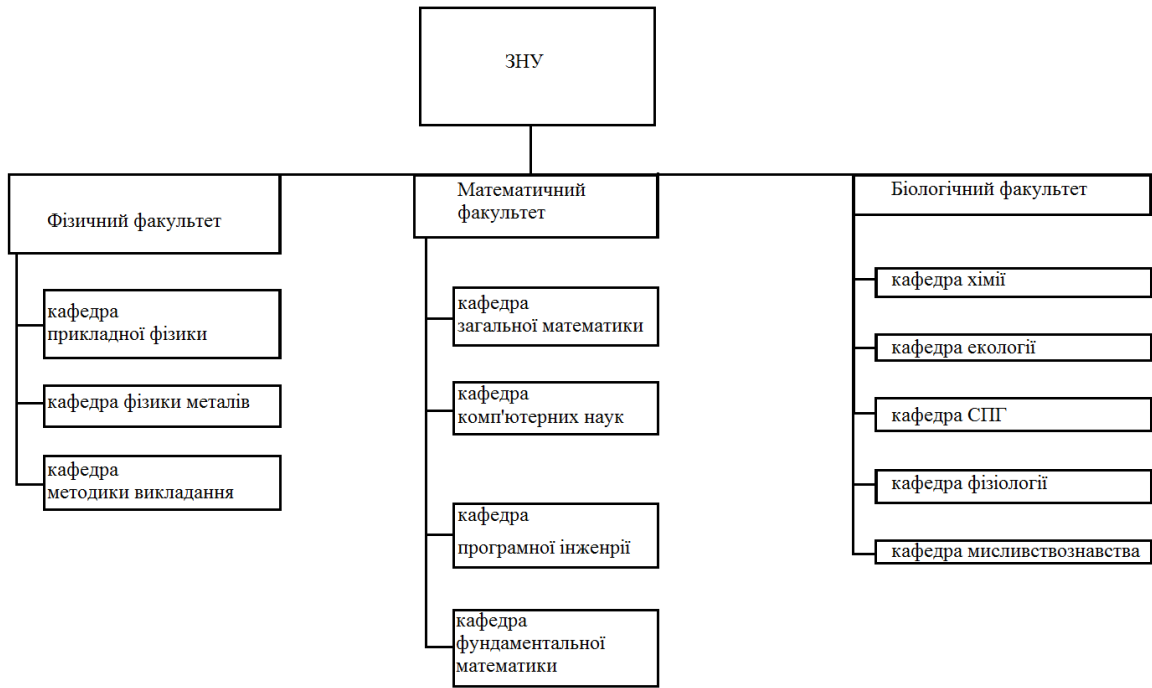 ЗНУ
Фізичний факультет
кафедра
прикладної фізики
кафедра фізики металів
кафедра
методики викладання
Математичний
факультет
кафедра
загальної математики
кафедра
комп'ютерних наук
кафедра
програмної інженрії
кафедра
фундаментальної
математики
Біологічний факультет
кафедра хімії
кафедра екології
кафедра СПГ
кафедра фізіології
кафедра мисливствознавства